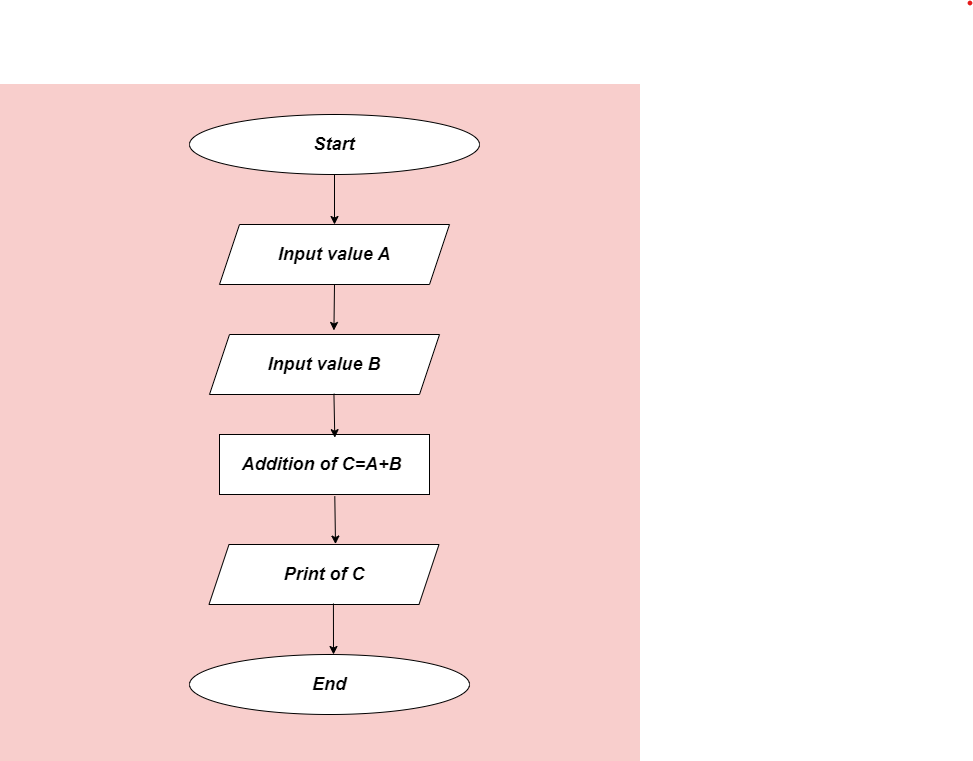 Start
Input value A
Input value B
Addition of C=A+B
Print of C
End